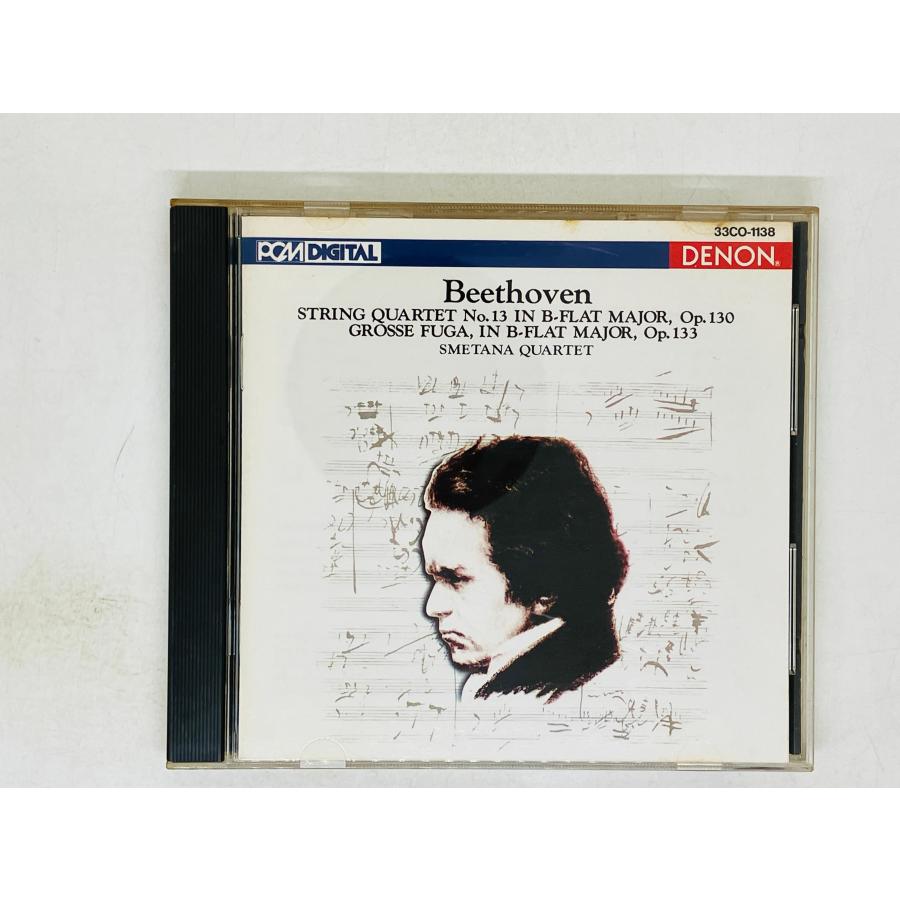 33CO-1138
PCM DIGITAL DENON
Beethoven
STRING QUARTET No.13 IN B-FLAT MAJOR, Op.130
GROSSE FUGA, IN B-FLAT MAJOR, Op.133
SMETANA QUARTET